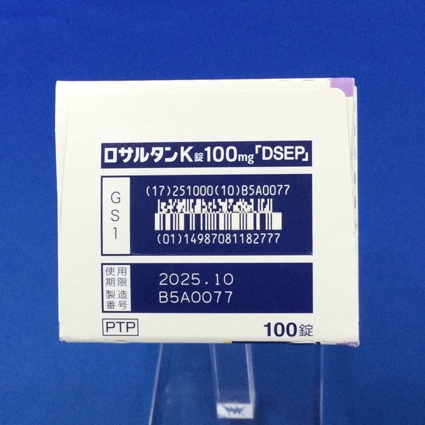 ロサルタンK錠100mg「DSEP」
GS1
(17)251000(10)B5A0077
(01)14987081182777
使用期限 2025.10
製造番号 B5A0077
PTP 100錠